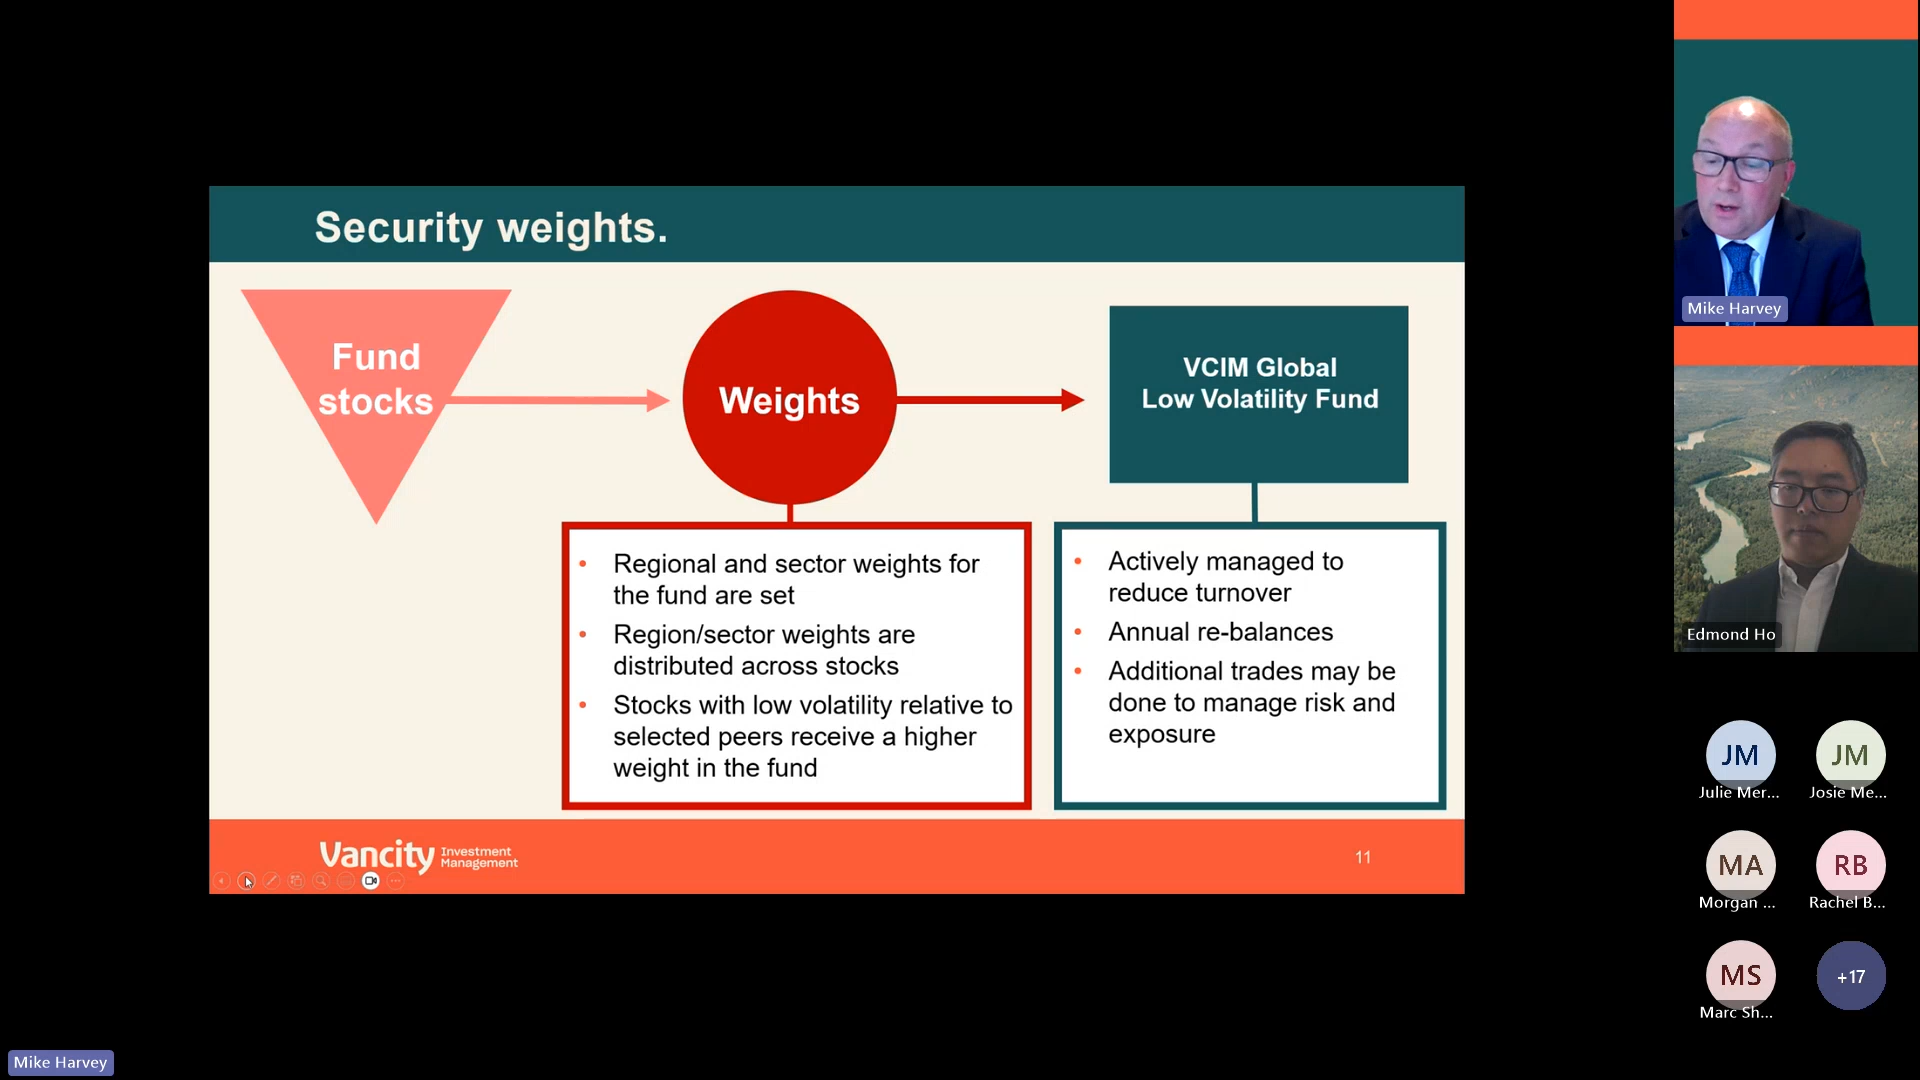 Security weights.
Fund
stocks
Weights
VCIM Global
Low Volatility Fund
• Regional and sector weights for
the fund are set
• Region/sector weights are
distributed across stocks
• Stocks with low volatility relative to
selected peers receive a higher
weight in the fund
• Actively managed to
reduce turnover
• Annual re-balances
• Additional trades may be
done to manage risk and
exposure
Vancity Investment
Management
11
Mike Harvey
Edmond Ho
JM
Julie Mer...
JM
Josie Me...
MA
Morgan ...
RB
Rachel B...
MS
Marc Sh...
+17
Mike Harvey